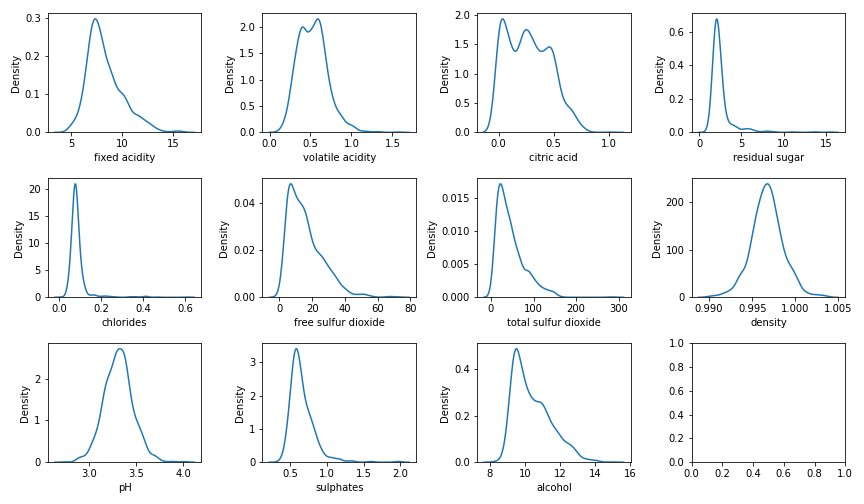 0.3
0.2
0.1
0.0
Density
5 10 15
fixed acidity
2.0
1.5
1.0
0.5
0.0
Density
0.0 0.5 1.0 1.5
volatile acidity
2.0
1.5
1.0
0.5
0.0
Density
0.0 0.5 1.0
citric acid
0.6
0.4
0.2
0.0
Density
0 5 10 15
residual sugar
20
15
10
5
0
Density
0.0 0.2 0.4 0.6
chlorides
0.04
0.02
0.00
Density
0 20 40 60 80
free sulfur dioxide
0.015
0.010
0.005
0.000
Density
0 100 200 300
total sulfur dioxide
200
100
0
Density
0.990 0.995 1.000 1.005
density
2
1
0
Density
3.0 3.5 4.0
pH
3
2
1
0
Density
0.5 1.0 1.5 2.0
sulphates
0.4
0.2
0.0
Density
8 10 12 14 16
alcohol
1.0
0.8
0.6
0.4
0.2
0.0
0.0 0.2 0.4 0.6 0.8 1.0